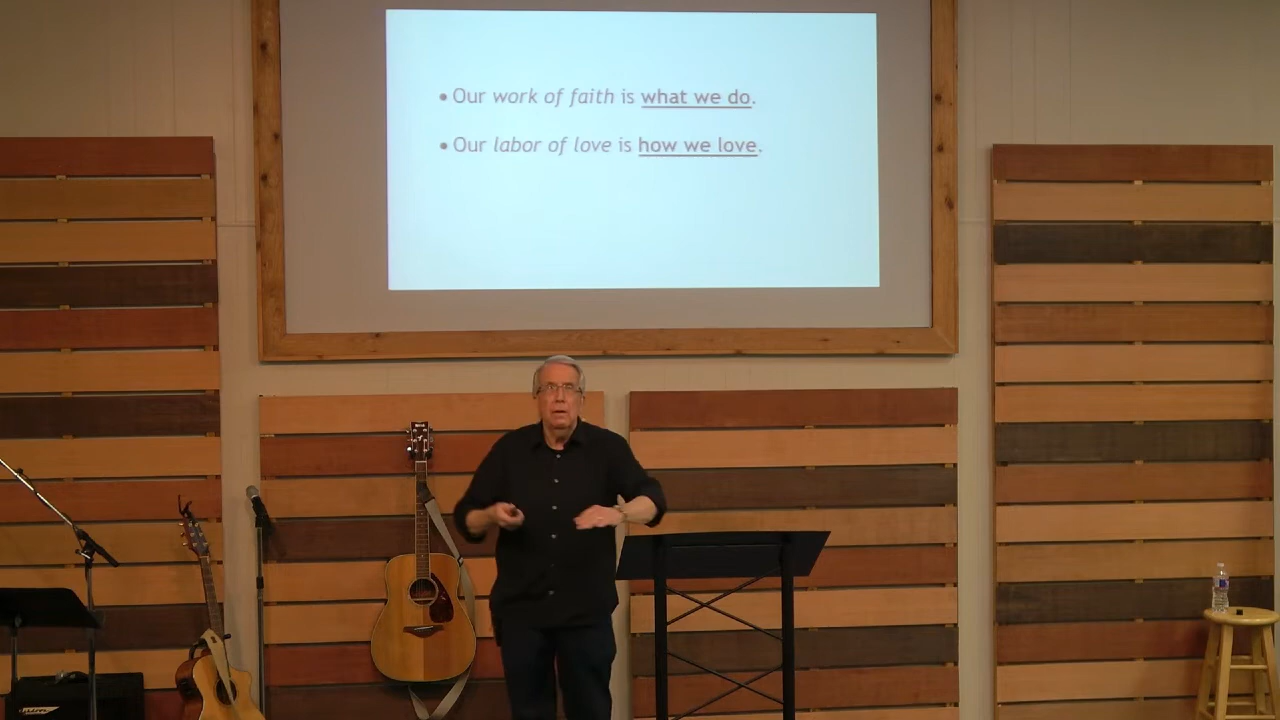 • Our work of faith is what we do.
• Our labor of love is how we love.